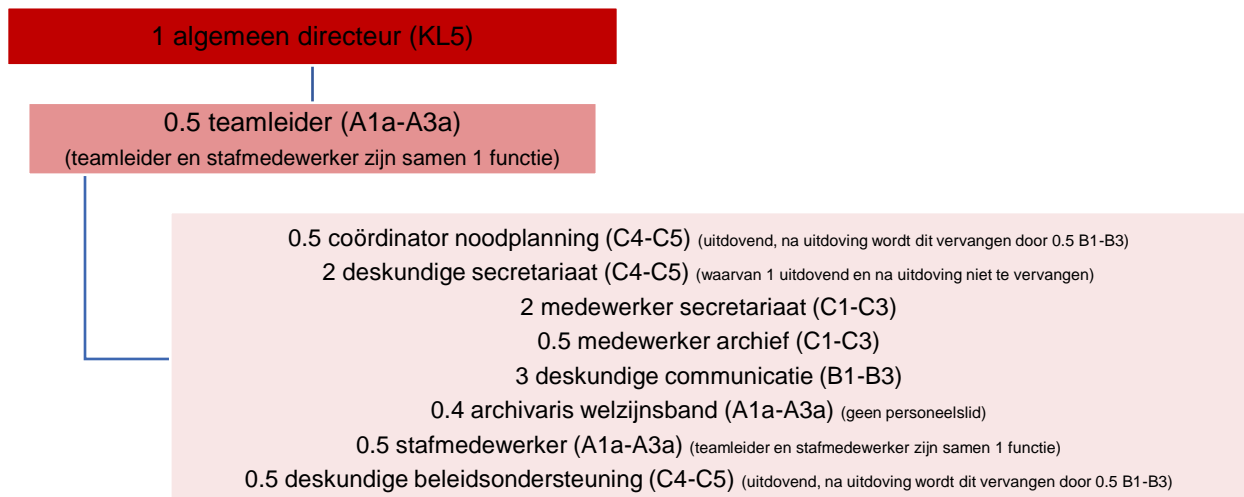 1 algemeen directeur (KL5)
0.5 teamleider (A1a-A3a)
(teamleider en stafmedewerker zijn samen 1 functie)
0.5 coördinator noodplanning (C4-C5) (uitdovend, na uitdoving wordt dit vervangen door 0.5 B1-B3)
2 deskundige secretariaat (C4-C5) (waarvan 1 uitdovend en na uitdoving niet te vervangen)
2 medewerker secretariaat (C1-C3)
0.5 medewerker archief (C1-C3)
3 deskundige communicatie (B1-B3)
0.4 archivaris welzijnsband (A1a-A3a) (geen personeelslid)
0.5 stafmedewerker (A1a-A3a) (teamleider en stafmedewerker zijn samen 1 functie)
0.5 deskundige beleidsondersteuning (C4-C5) (uitdovend, na uitdoving wordt dit vervangen door 0.5 B1-B3)